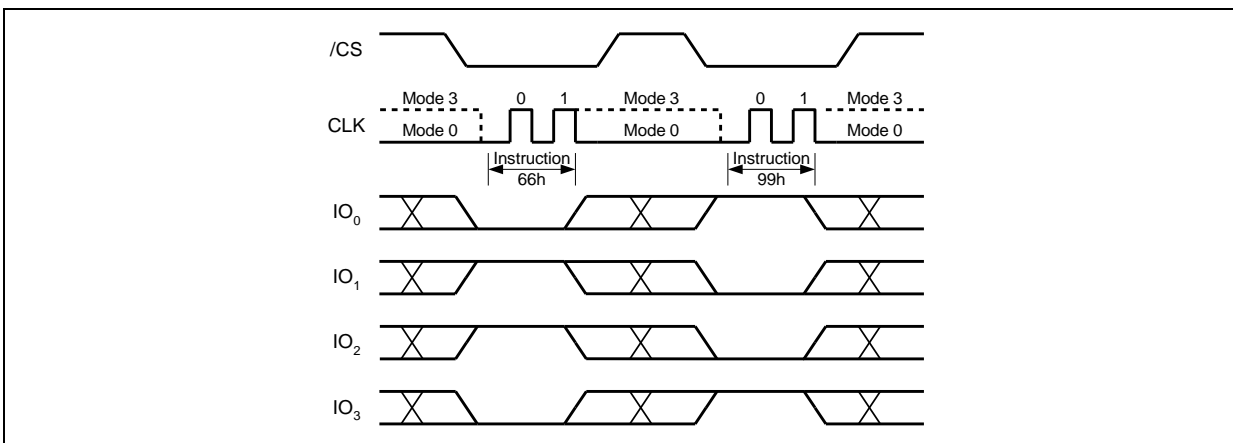 /CS
Mode 3 0 1 Mode 3 0 1 Mode 3
CLK
Mode 0 Mode 0 Mode 0
Instruction Instruction
66h 99h
IO0
IO1
IO2
IO3